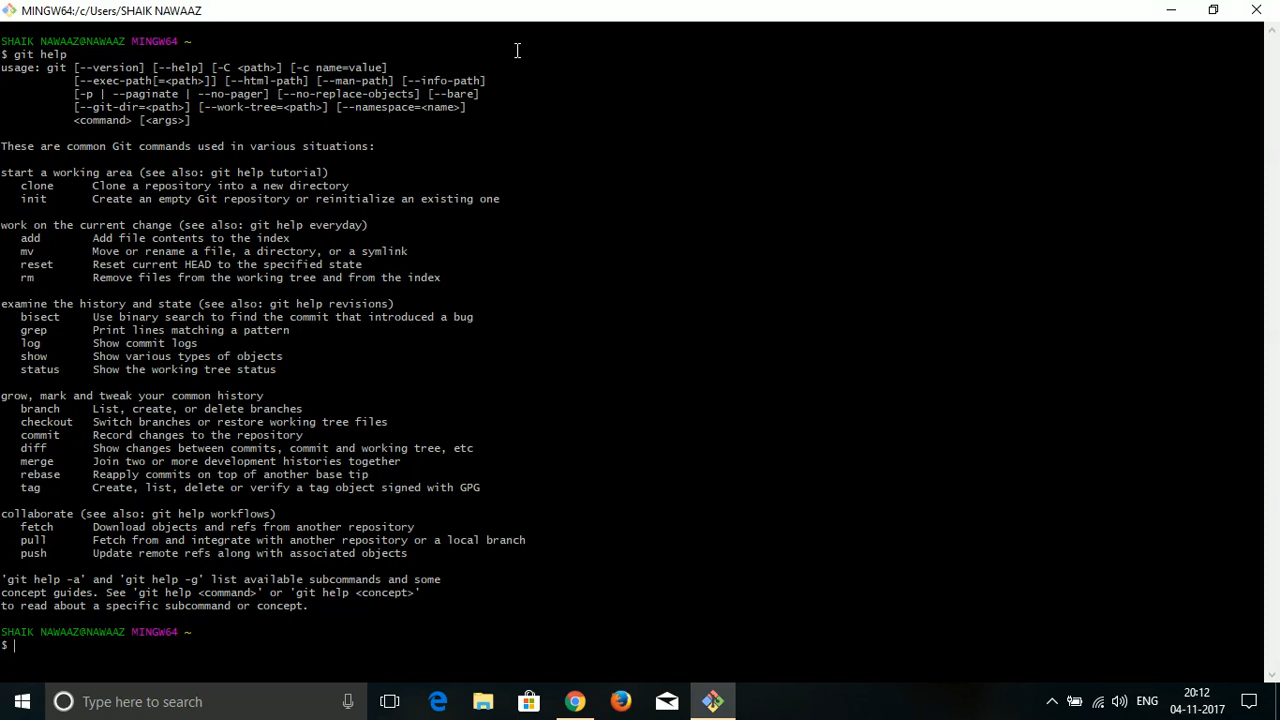 MINGW64:/c/Users/SHAIK NAWAAZ
SHAIK NAWAAZ@NAWAAZ MINGW64 ~
$ git help
usage: git [--version] [--help] [-C <path>] [-c name=value]
           [--exec-path[=<path>]] [--html-path] [--man-path] [--info-path]
           [-p | --paginate | --no-pager] [--no-replace-objects] [--bare]
           [--git-dir=<path>] [--work-tree=<path>] [--namespace=<name>]
           <command> [<args>]
These are common Git commands used in various situations:
start a working area (see also: git help tutorial)
   clone      Clone a repository into a new directory
   init       Create an empty Git repository or reinitialize an existing one
work on the current change (see also: git help everyday)
   add        Add file contents to the index
   mv         Move or rename a file, a directory, or a symlink
   reset      Reset current HEAD to the specified state
   rm         Remove files from the working tree and from the index
examine the history and state (see also: git help revisions)
   bisect     Use binary search to find the commit that introduced a bug
   grep       Print lines matching a pattern
   log        Show commit logs
   show       Show various types of objects
   status     Show the working tree status
grow, mark and tweak your common history
   branch     List, create, or delete branches
   checkout   Switch branches or restore working tree files
   commit     Record changes to the repository
   diff       Show changes between commits, commit and working tree, etc
   merge      Join two or more development histories together
   rebase     Reapply commits on top of another base tip
   tag        Create, list, delete or verify a tag object signed with GPG
collaborate (see also: git help workflows)
   fetch      Download objects and refs from another repository
   pull       Fetch from and integrate with another repository or a local branch
   push       Update remote refs along with associated objects
'git help -a' and 'git help -g' list available subcommands and some
concept guides. See 'git help <command>' or 'git help <concept>'
to read about a specific subcommand or concept.
SHAIK NAWAAZ@NAWAAZ MINGW64 ~
$
Type here to search
ENG
20:12
04-11-2017